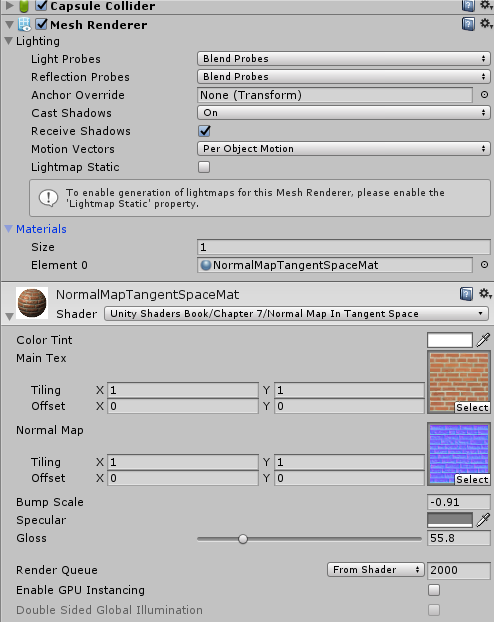 Capsule Collider
Mesh Renderer
Lighting
Light Probes Blend Probes
Reflection Probes Blend Probes
Anchor Override None (Transform)
Cast Shadows On
Receive Shadows
Motion Vectors Per Object Motion
Lightmap Static
To enable generation of lightmaps for this Mesh Renderer, please enable the
'Lightmap Static' property.
Materials
Size 1
Element 0 NormalMapTangentSpaceMat
NormalMapTangentSpaceMat
Shader Unity Shaders Book/Chapter 7/Normal Map In Tangent Space
Color Tint
Main Tex
Tiling X 1 Y 1
Offset X 0 Y 0
Select
Normal Map
Tiling X 1 Y 1
Offset X 0 Y 0
Select
Bump Scale -0.91
Specular
Gloss 55.8
Render Queue From Shader 2000
Enable GPU Instancing
Double Sided Global Illumination